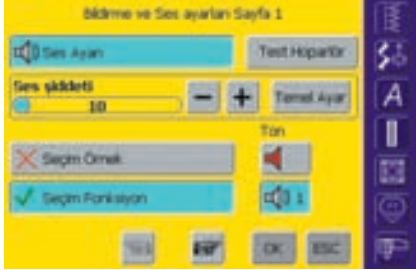 Bildirme ve Ses ayarları Sayfa 1
Ses Ayarı
Test Hoparlör
Ses şiddeti
10
Temel Ayar
Ton
Seçim Örnek
Seçim Fonksiyon
1
OK
ESC
A